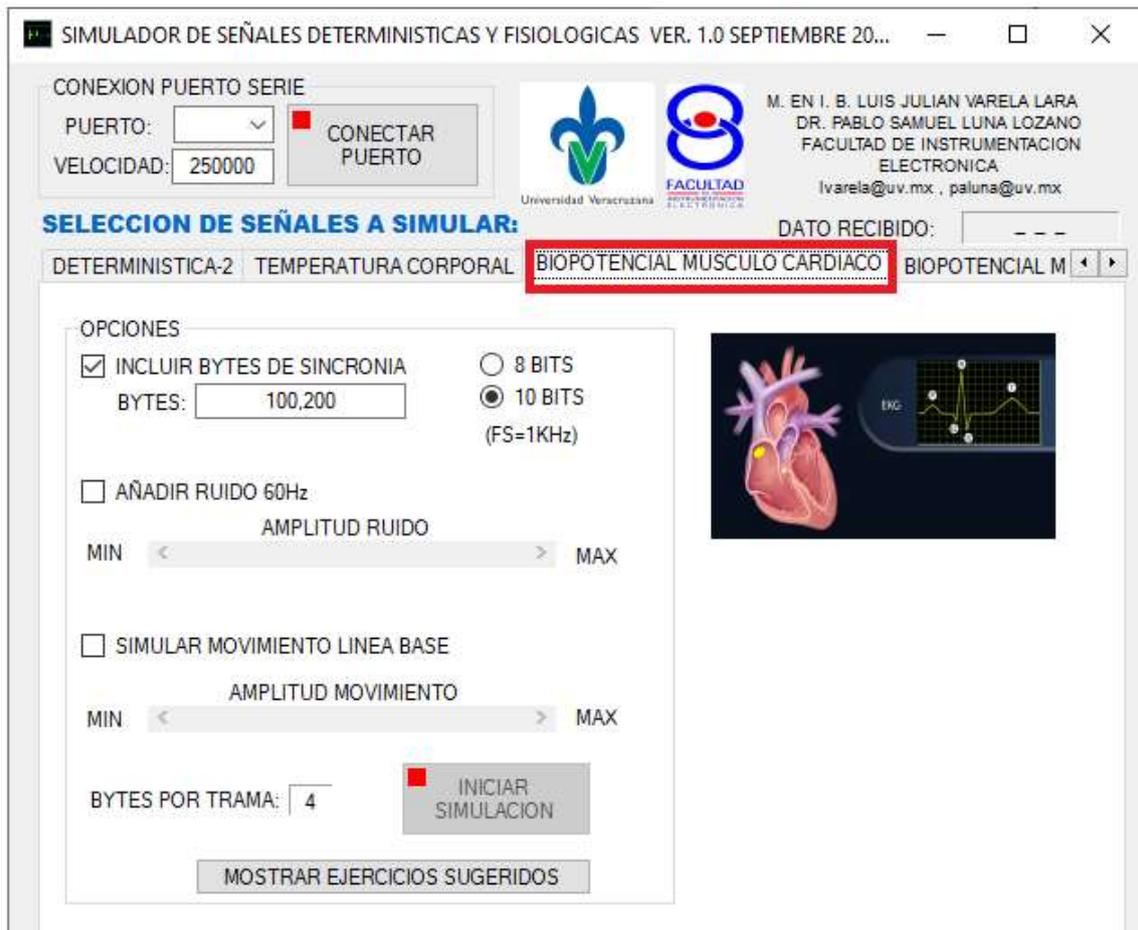 SIMULADOR DE SEÑALES DETERMINISTICAS Y FISIOLOGICAS VER. 1.0 SEPTIEMBRE 20...
CONEXION PUERTO SERIE
PUERTO:
CONECTAR
PUERTO
VELOCIDAD: 250000
Universidad Veracruzana
FACULTAD
DE
INSTRUMENTACION
ELECTRONICA
M. EN I. B. LUIS JULIAN VARELA LARA
DR. PABLO SAMUEL LUNA LOZANO
FACULTAD DE INSTRUMENTACION
ELECTRONICA
lvarela@uv.mx , paluna@uv.mx
SELECCION DE SEÑALES A SIMULAR:
DATO RECIBIDO: - - -
DETERMINISTICA-2 TEMPERATURA CORPORAL BIOPOTENCIAL MUSCULO CARDIACO BIOPOTENCIAL M
OPCIONES
INCLUIR BYTES DE SINCRONIA
8 BITS
BYTES: 100,200
10 BITS
(FS=1KHz)
EKG
P
R
T
Q
S
AÑADIR RUIDO 60Hz
AMPLITUD RUIDO
MIN < > MAX
SIMULAR MOVIMIENTO LINEA BASE
AMPLITUD MOVIMIENTO
MIN < > MAX
BYTES POR TRAMA: 4
INICIAR
SIMULACION
MOSTRAR EJERCICIOS SUGERIDOS